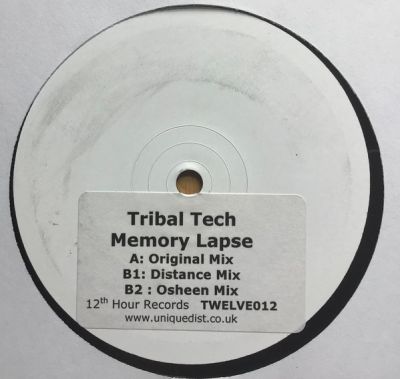 Tribal Tech
Memory Lapse
A: Original Mix
B1: Distance Mix
B2 : Osheen Mix
12th Hour Records TWELVE012
www.uniquedist.co.uk